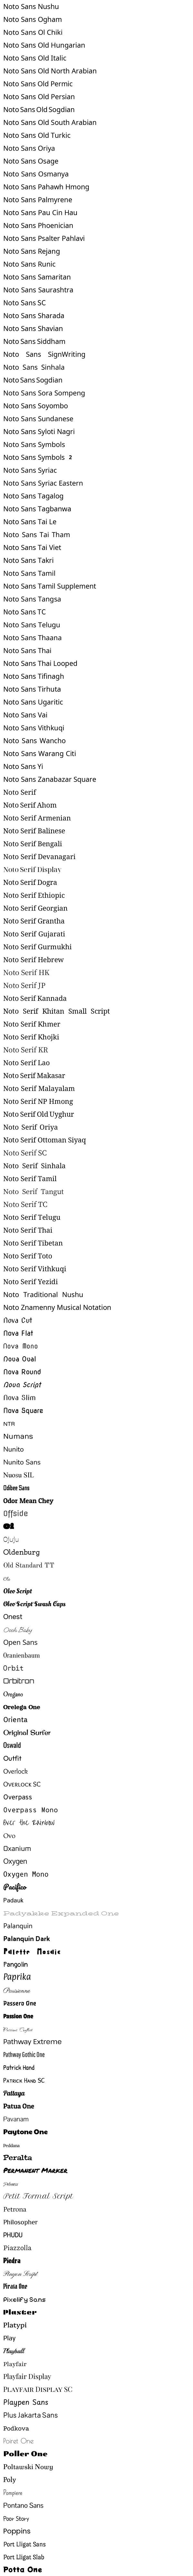 Noto Sans Nushu
Noto Sans Ogham
Noto Sans Ol Chiki
Noto Sans Old Hungarian
Noto Sans Old Italic
Noto Sans Old North Arabian
Noto Sans Old Permic
Noto Sans Old Persian
Noto Sans Old Sogdian
Noto Sans Old South Arabian
Noto Sans Old Turkic
Noto Sans Oriya
Noto Sans Osage
Noto Sans Osmanya
Noto Sans Pahawh Hmong
Noto Sans Palmyrene
Noto Sans Pau Cin Hau
Noto Sans Phoenician
Noto Sans Psalter Pahlavi
Noto Sans Rejang
Noto Sans Runic
Noto Sans Samaritan
Noto Sans Saurashtra
Noto Sans SC
Noto Sans Sharada
Noto Sans Shavian
Noto Sans Siddham
Noto Sans SignWriting
Noto Sans Sinhala
Noto Sans Sogdian
Noto Sans Sora Sompeng
Noto Sans Soyombo
Noto Sans Sundanese
Noto Sans Syloti Nagri
Noto Sans Symbols
Noto Sans Symbols 2
Noto Sans Syriac
Noto Sans Syriac Eastern
Noto Sans Tagalog
Noto Sans Tagbanwa
Noto Sans Tai Le
Noto Sans Tai Tham
Noto Sans Tai Viet
Noto Sans Takri
Noto Sans Tamil
Noto Sans Tamil Supplement
Noto Sans Tangsa
Noto Sans TC
Noto Sans Telugu
Noto Sans Thaana
Noto Sans Thai
Noto Sans Thai Looped
Noto Sans Tifinagh
Noto Sans Tirhuta
Noto Sans Ugaritic
Noto Sans Vai
Noto Sans Vithkuqi
Noto Sans Wancho
Noto Sans Warang Citi
Noto Sans Yi
Noto Sans Zanabazar Square
Noto Serif
Noto Serif Ahom
Noto Serif Armenian
Noto Serif Balinese
Noto Serif Bengali
Noto Serif Devanagari
Noto Serif Display
Noto Serif Dogra
Noto Serif Ethiopic
Noto Serif Georgian
Noto Serif Grantha
Noto Serif Gujarati
Noto Serif Gurmukhi
Noto Serif Hebrew
Noto Serif HK
Noto Serif JP
Noto Serif Kannada
Noto Serif Khitan Small Script
Noto Serif Khmer
Noto Serif Khojki
Noto Serif KR
Noto Serif Lao
Noto Serif Makasar
Noto Serif Malayalam
Noto Serif NP Hmong
Noto Serif Old Uyghur
Noto Serif Oriya
Noto Serif Ottoman Siyaq
Noto Serif SC
Noto Serif Sinhala
Noto Serif Tamil
Noto Serif Tangut
Noto Serif TC
Noto Serif Telugu
Noto Serif Thai
Noto Serif Tibetan
Noto Serif Toto
Noto Serif Vithkuqi
Noto Serif Yezidi
Noto Traditional Nushu
Noto Znamenny Musical Notation
Nova Cut
Nova Flat
Nova Mono
Nova Oval
Nova Round
Nova Script
Nova Slim
Nova Square
NTR
Numans
Nunito
Nunito Sans
Nuosu SIL
Odibee Sans
Odor Mean Chey
Offside
Oi
Ojuju
Oldenburg
Old Standard TT
Ole
Oleo Script
Oleo Script Swash Caps
Onest
Oooh Baby
Open Sans
Oranienbaum
Orbit
Orbitron
Oregano
Orelega One
Orienta
Original Surfer
Oswald
Outfit
Overlock
Overlock SC
Overpass
Overpass Mono
Over the Rainbow
Ovo
Oxanium
Oxygen
Oxygen Mono
Pacifico
Padauk
Padyakke Expanded One
Palanquin
Palanquin Dark
Palette Mosaic
Pangolin
Paprika
Parisienne
Passero One
Passion One
Passions Conflict
Pathway Extreme
Pathway Gothic One
Patrick Hand
Patrick Hand SC
Pattaya
Patua One
Pavanam
Paytone One
Peddana
Peralta
Permanent Marker
Petemoss
Petit Formal Script
Petrona
Philosopher
PHUDU
Piazzolla
Piedra
Pinyon Script
Pirata One
Pixelify Sans
Plaster
Platypi
Play
Playball
Playfair
Playfair Display
Playfair Display SC
Playpen Sans
Plus Jakarta Sans
Podkova
Poiret One
Poller One
Poltawski Nowy
Poly
Pompiere
Pontano Sans
Poor Story
Poppins
Port Lligat Sans
Port Lligat Slab
Potta One